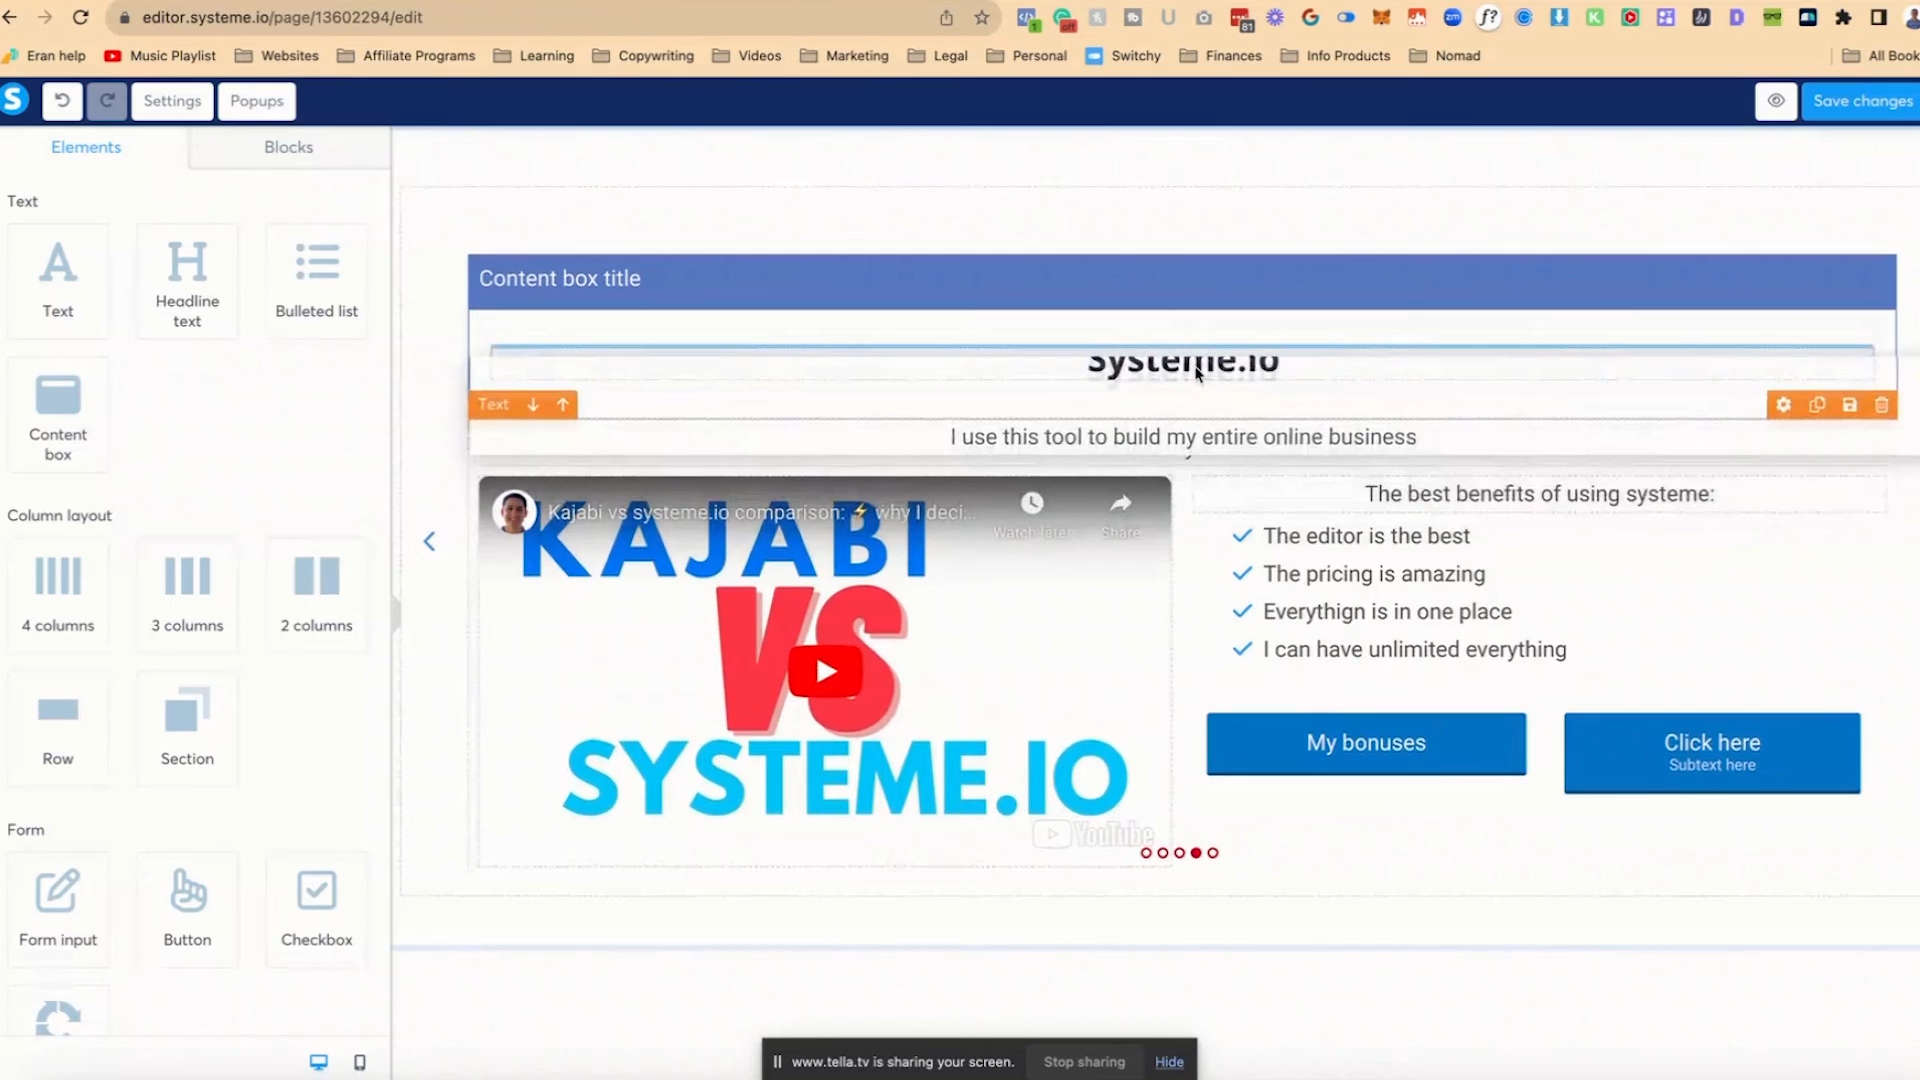 editor.systeme.io/page/13602294/edit
Eran help Music Playlist Websites Affiliate Programs Learning Copywriting Videos Marketing Legal Personal Switchy Finances Info Products Nomad All Book
S Settings Popups Save changes
Elements Blocks
Text
Text Headline text Bulleted list
Content box
Column layout
4 columns 3 columns 2 columns
Row Section
Form
Form input Button Checkbox
Content box title
Systeme.io
Text
I use this tool to build my entire online business
Kajabi vs systeme.io comparison: ⚡ why I deci...
Watch later Share
KAJABI
VS
SYSTEME.IO
YouTube
The best benefits of using systeme:
The editor is the best
The pricing is amazing
Everythign is in one place
I can have unlimited everything
My bonuses
Click here
Subtext here
www.tella.tv is sharing your screen. Stop sharing Hide